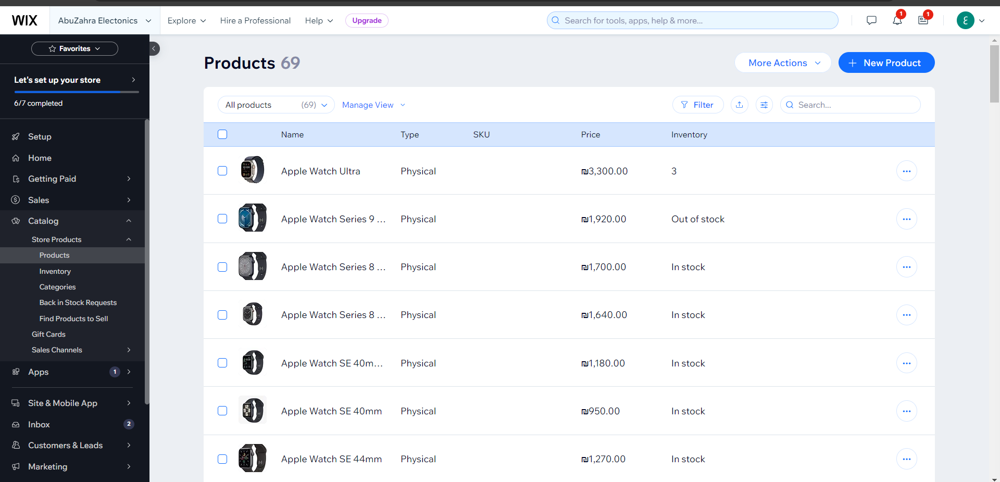 WIX
AbuZahra Electonics
Explore
Hire a Professional
Help
Upgrade
Search for tools, apps, help & more...
1
1
ع
Favorites
Let's set up your store
6/7 completed
Setup
Home
Getting Paid
Sales
Catalog
Store Products
Products
Inventory
Categories
Back in Stock Requests
Find Products to Sell
Gift Cards
Sales Channels
Apps 1
Site & Mobile App
Inbox 2
Customers & Leads
Marketing
Products 69
More Actions
+ New Product
All products (69)
Manage View
Filter
Search...
Name Type SKU Price Inventory
Apple Watch Ultra Physical ₪3,300.00 3
Apple Watch Series 9 ... Physical ₪1,920.00 Out of stock
Apple Watch Series 8 ... Physical ₪1,700.00 In stock
Apple Watch Series 8 ... Physical ₪1,640.00 In stock
Apple Watch SE 40m... Physical ₪1,180.00 In stock
Apple Watch SE 40mm Physical ₪950.00 In stock
Apple Watch SE 44mm Physical ₪1,270.00 In stock